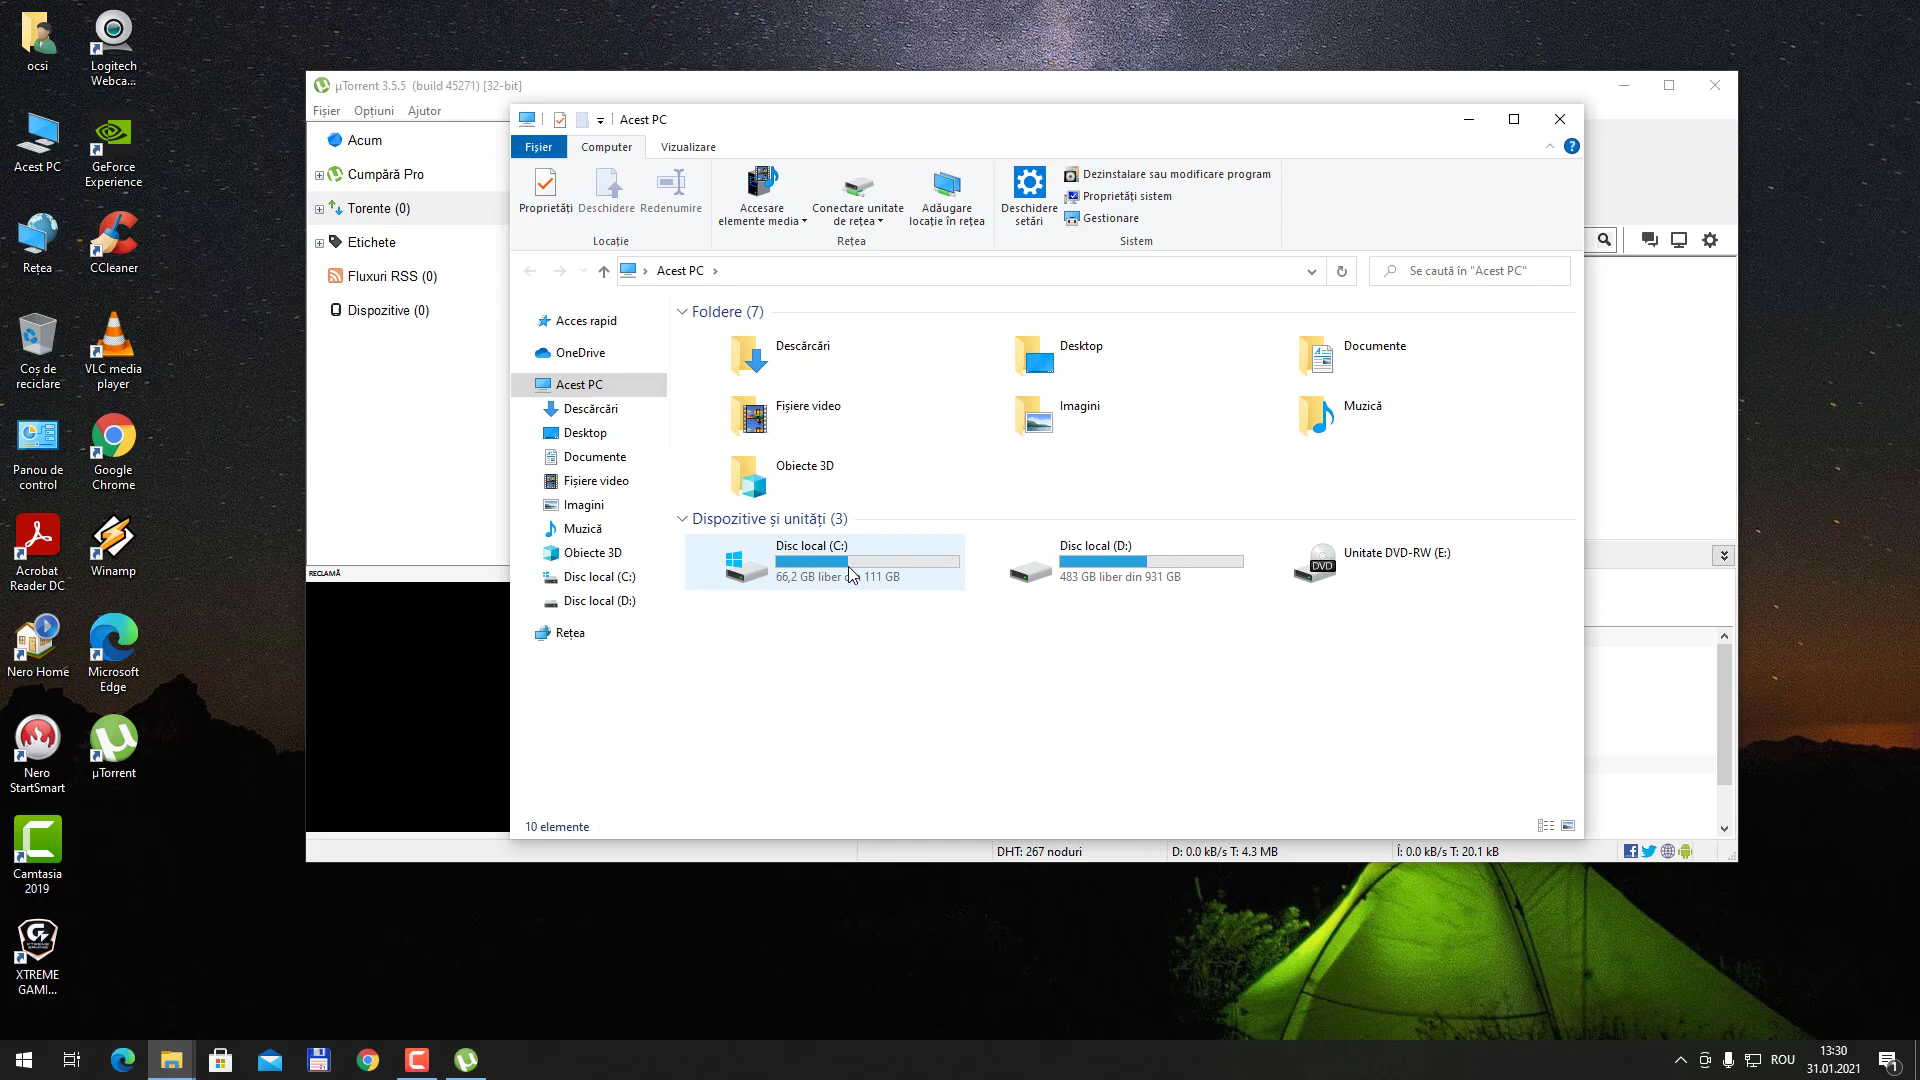 ocsi
Logitech
Webca...
Acest PC
GeForce
Experience
Rețea
CCleaner
Coș de
reciclare
VLC media
player
Panou de
control
Google
Chrome
Acrobat
Reader DC
Winamp
Nero Home
Microsoft
Edge
Nero
StartSmart
µTorrent
Camtasia
2019
XTREME
GAMI...
µTorrent 3.5.5 (build 45271) [32-bit]
Fișier Opțiuni Ajutor
Acum
Cumpără Pro
Torente (0)
Etichete
Fluxuri RSS (0)
Dispozitive (0)
RECLAMĂ
Acest PC
Fișier Computer Vizualizare
Proprietăți
Deschidere
Redenumire
Locație
Accesare
elemente media
Conectare unitate
de rețea
Adăugare
locație în rețea
Rețea
Deschidere
setări
Dezinstalare sau modificare program
Proprietăți sistem
Gestionare
Sistem
Acest PC
Se caută în "Acest PC"
Acces rapid
OneDrive
Acest PC
Descărcări
Desktop
Documente
Fișiere video
Imagini
Muzică
Obiecte 3D
Disc local (C:)
Disc local (D:)
Rețea
Foldere (7)
Descărcări
Desktop
Documente
Fișiere video
Imagini
Muzică
Obiecte 3D
Dispozitive și unități (3)
Disc local (C:)
66,2 GB liber 111 GB
Disc local (D:)
483 GB liber din 931 GB
DVD
Unitate DVD-RW (E:)
10 elemente
DHT: 267 noduri
D: 0.0 kB/s T: 4.3 MB
Î: 0.0 kB/s T: 20.1 kB
ROU
13:30
31.01.2021
1